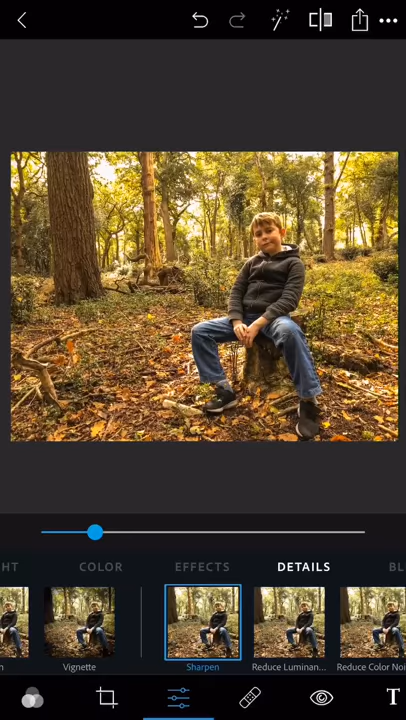 HT COLOR EFFECTS DETAILS BL
n Vignette Sharpen Reduce Luminan... Reduce Color Noi
T